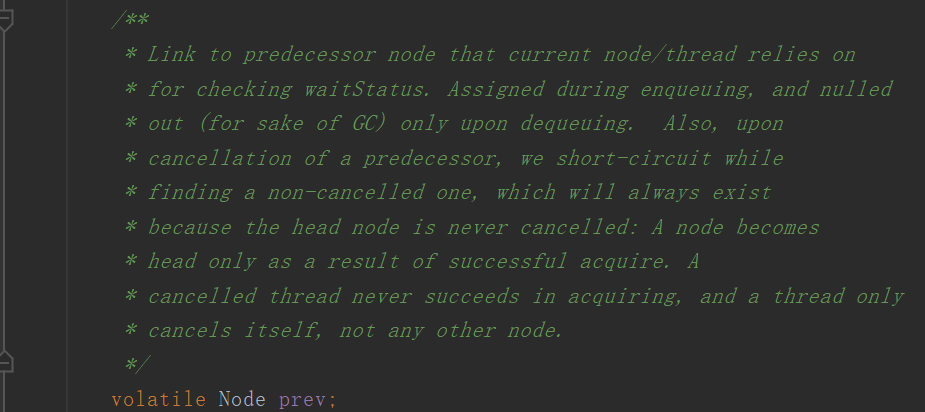 /**
* Link to predecessor node that current node/thread relies on
* for checking waitStatus. Assigned during enqueuing, and nulled
* out (for sake of GC) only upon dequeuing.  Also, upon
* cancellation of a predecessor, we short-circuit while
* finding a non-cancelled one, which will always exist
* because the head node is never cancelled: A node becomes
* head only as a result of successful acquire. A
* cancelled thread never succeeds in acquiring, and a thread only
* cancels itself, not any other node.
*/
volatile Node prev;